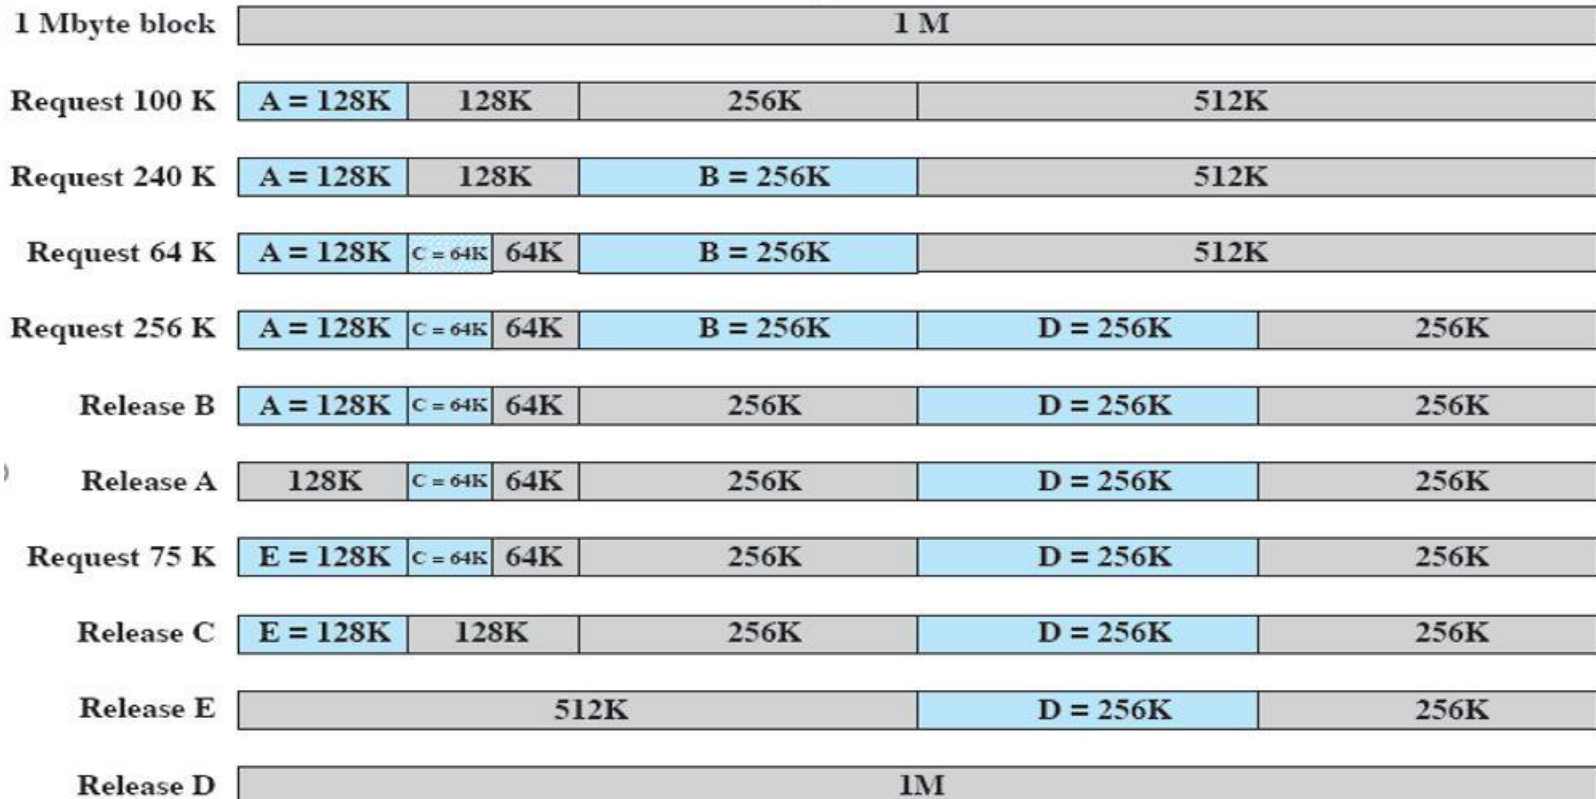 1 Mbyte block 1 M
Request 100 K A = 128K 128K 256K 512K
Request 240 K A = 128K 128K B = 256K 512K
Request 64 K A = 128K C = 64K 64K B = 256K 512K
Request 256 K A = 128K C = 64K 64K B = 256K D = 256K 256K
Release B A = 128K C = 64K 64K 256K D = 256K 256K
Release A 128K C = 64K 64K 256K D = 256K 256K
Request 75 K E = 128K C = 64K 64K 256K D = 256K 256K
Release C E = 128K 128K 256K D = 256K 256K
Release E 512K D = 256K 256K
Release D 1M